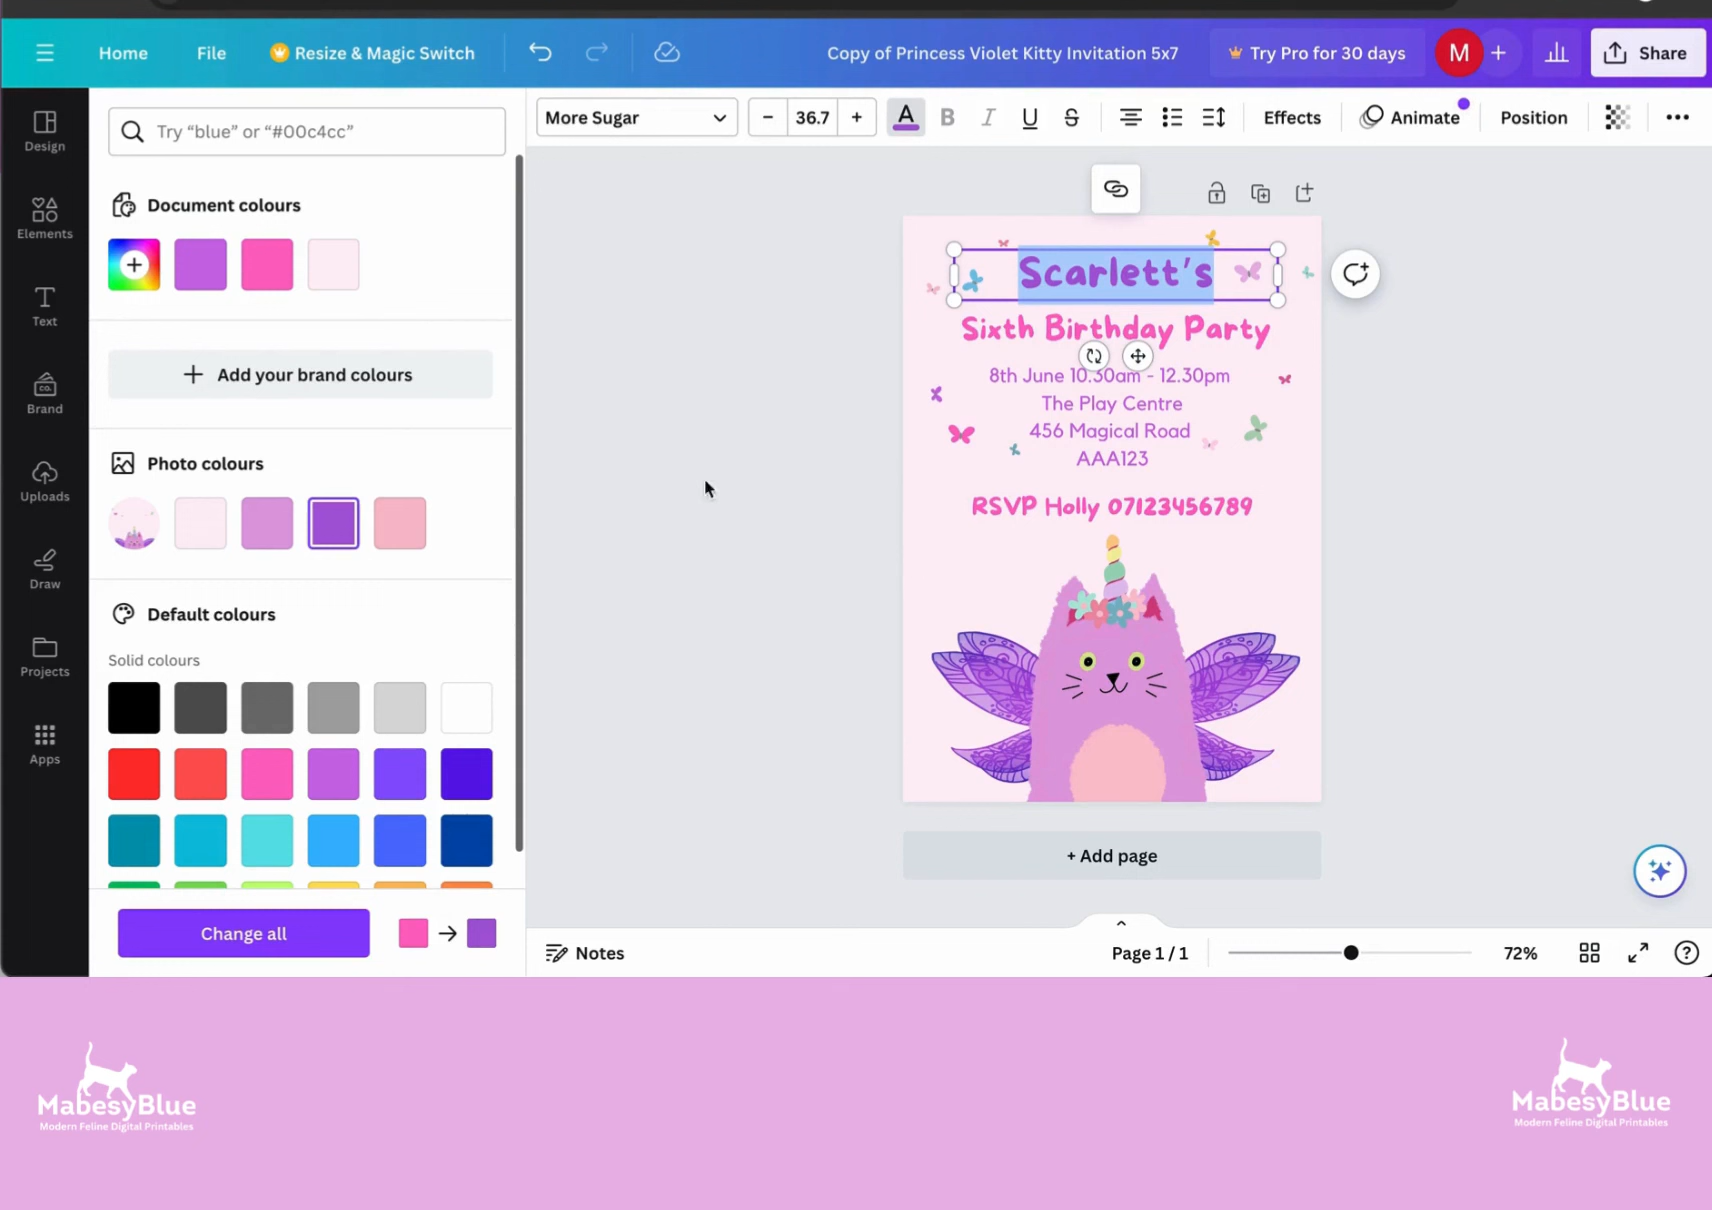 Home File Resize & Magic Switch Copy of Princess Violet Kitty Invitation 5x7 Try Pro for 30 days M Share
Design
Elements
Text
Brand
CO.
Uploads
Draw
Projects
Apps
Try “blue” or “#00c4cc”
Document colours
Add your brand colours
Photo colours
Default colours
Solid colours
Change all
More Sugar 36.7 A B I U S Effects Animate Position
Scarlett's
Sixth Birthday Party
8th June 10.30am - 12.30pm
The Play Centre
456 Magical Road
AAA123
RSVP Holly 07123456789
+ Add page
Notes Page 1 / 1 72%
MabesyBlue
Modern Feline Digital Printables
MabesyBlue
Modern Feline Digital Printables